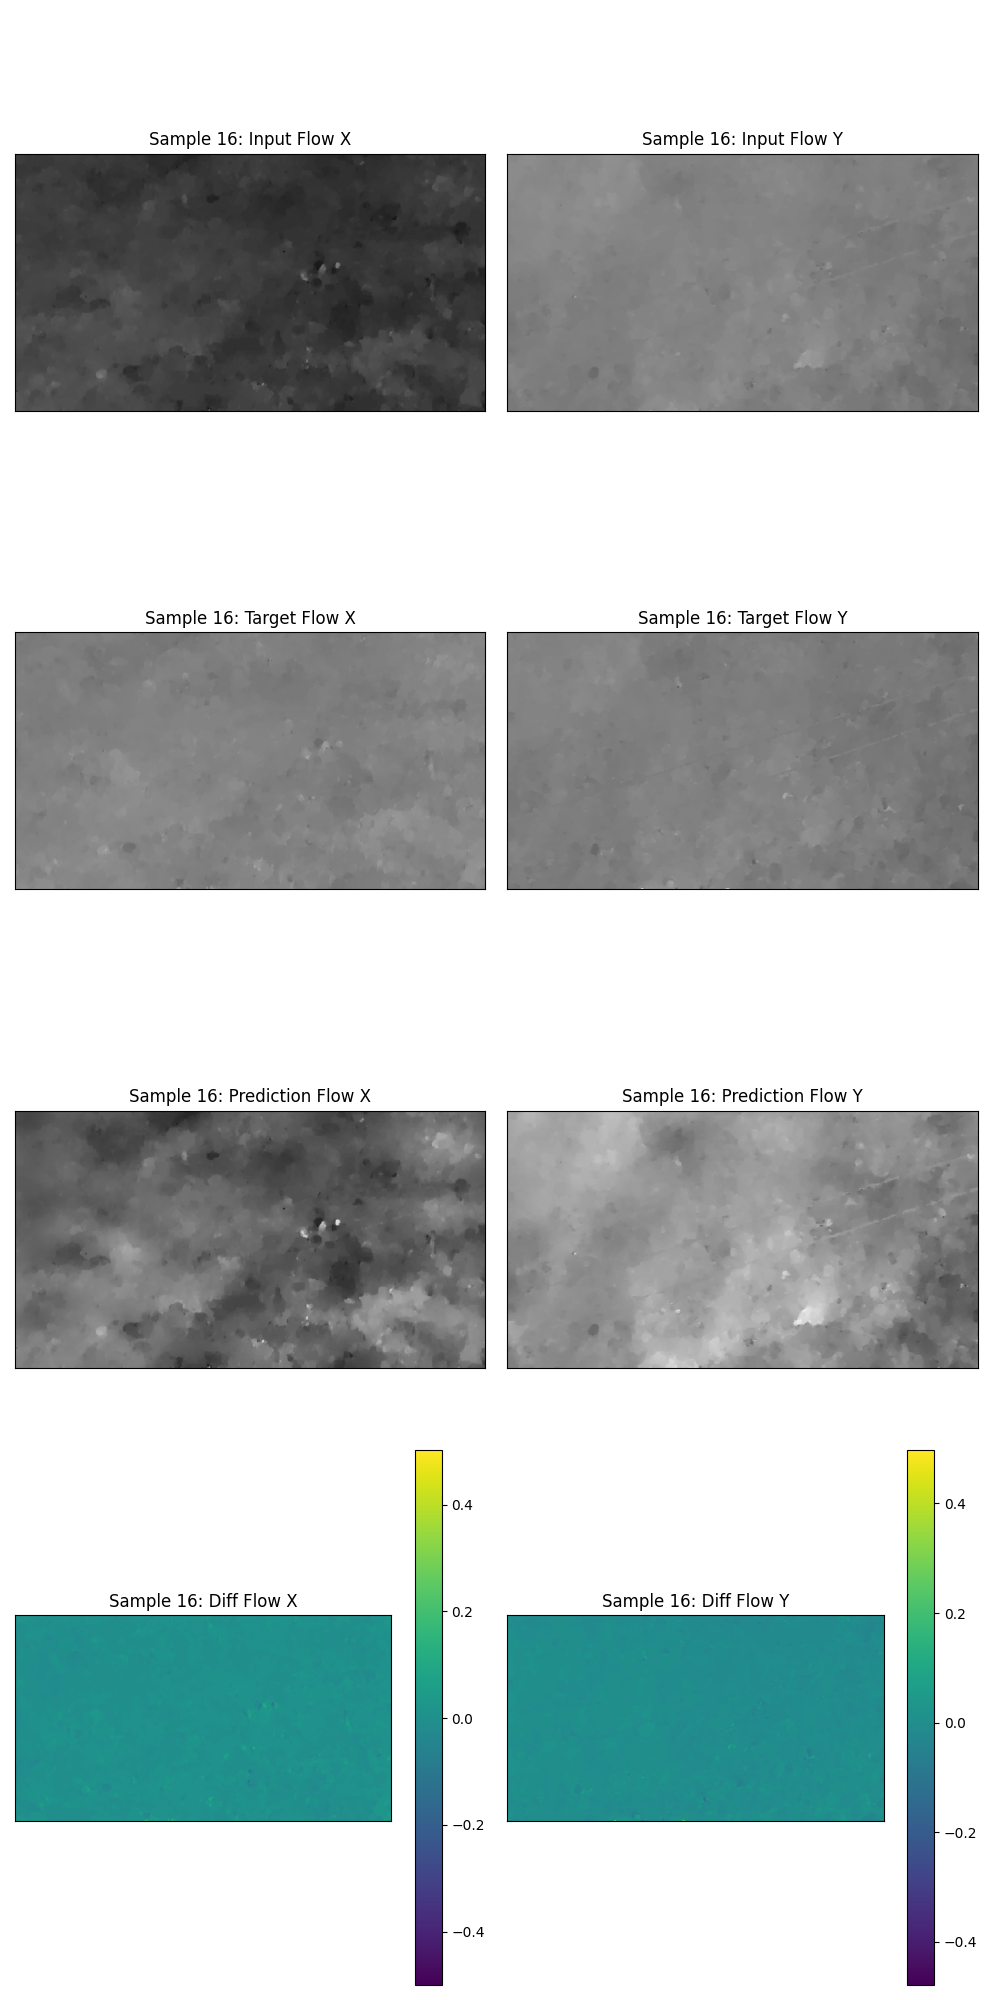 Sample 16: Input Flow X
Sample 16: Input Flow Y
Sample 16: Target Flow X
Sample 16: Target Flow Y
Sample 16: Prediction Flow X
Sample 16: Prediction Flow Y
Sample 16: Diff Flow X
0.4
0.2
0.0
−0.2
−0.4
Sample 16: Diff Flow Y
0.4
0.2
0.0
−0.2
−0.4